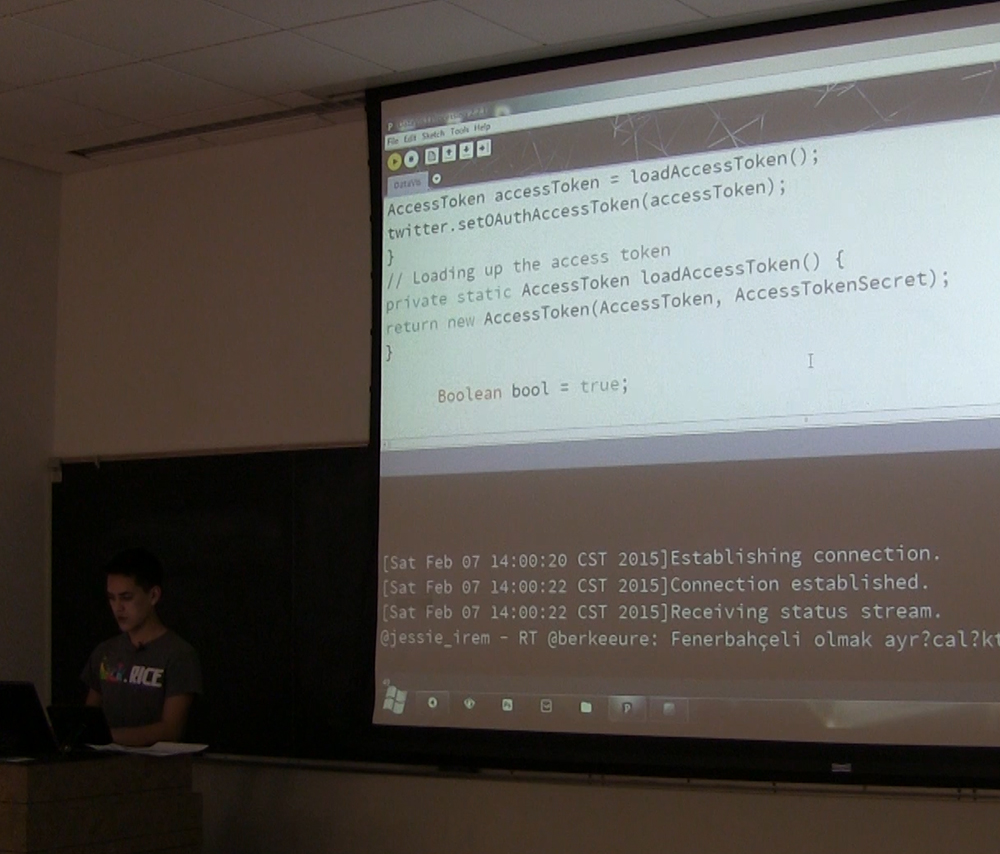 File Edit Sketch Tools Help
DataVis
AccessToken accessToken = loadAccessToken();
twitter.setOAuthAccessToken(accessToken);
}
// Loading up the access token
private static AccessToken loadAccessToken() {
return new AccessToken(AccessToken, AccessTokenSecret);
}
Boolean bool = true;
[Sat Feb 07 14:00:20 CST 2015]Establishing connection.
[Sat Feb 07 14:00:22 CST 2015]Connection established.
[Sat Feb 07 14:00:22 CST 2015]Receiving status stream.
@jessie_irem - RT @berkeeure: Fenerbahçeli olmak ayr?cal?kt
RICE